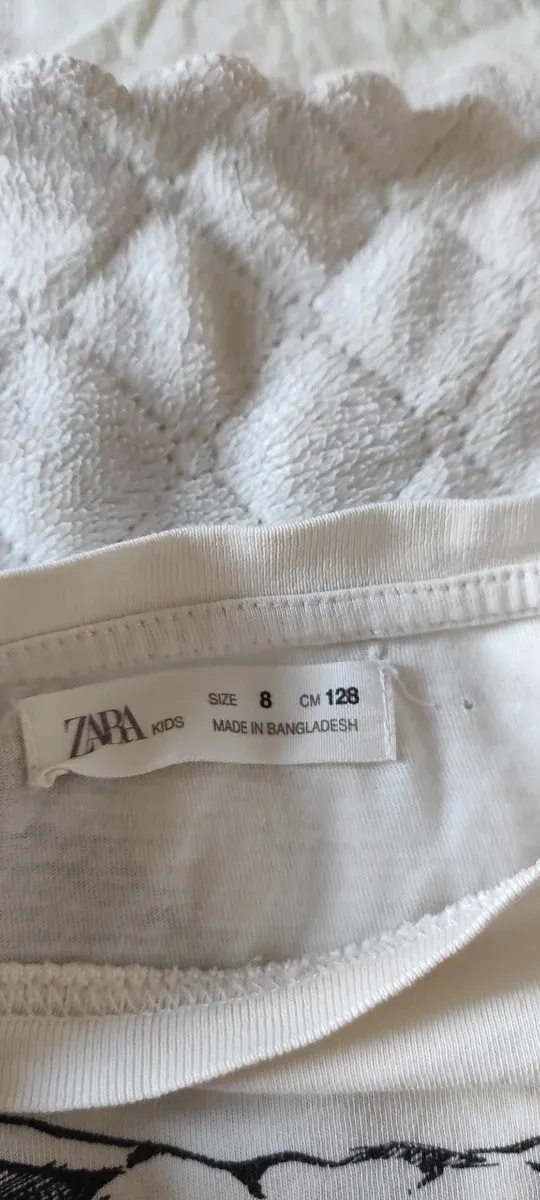 ZARA KIDS
SIZE 8 CM 128
MADE IN BANGLADESH